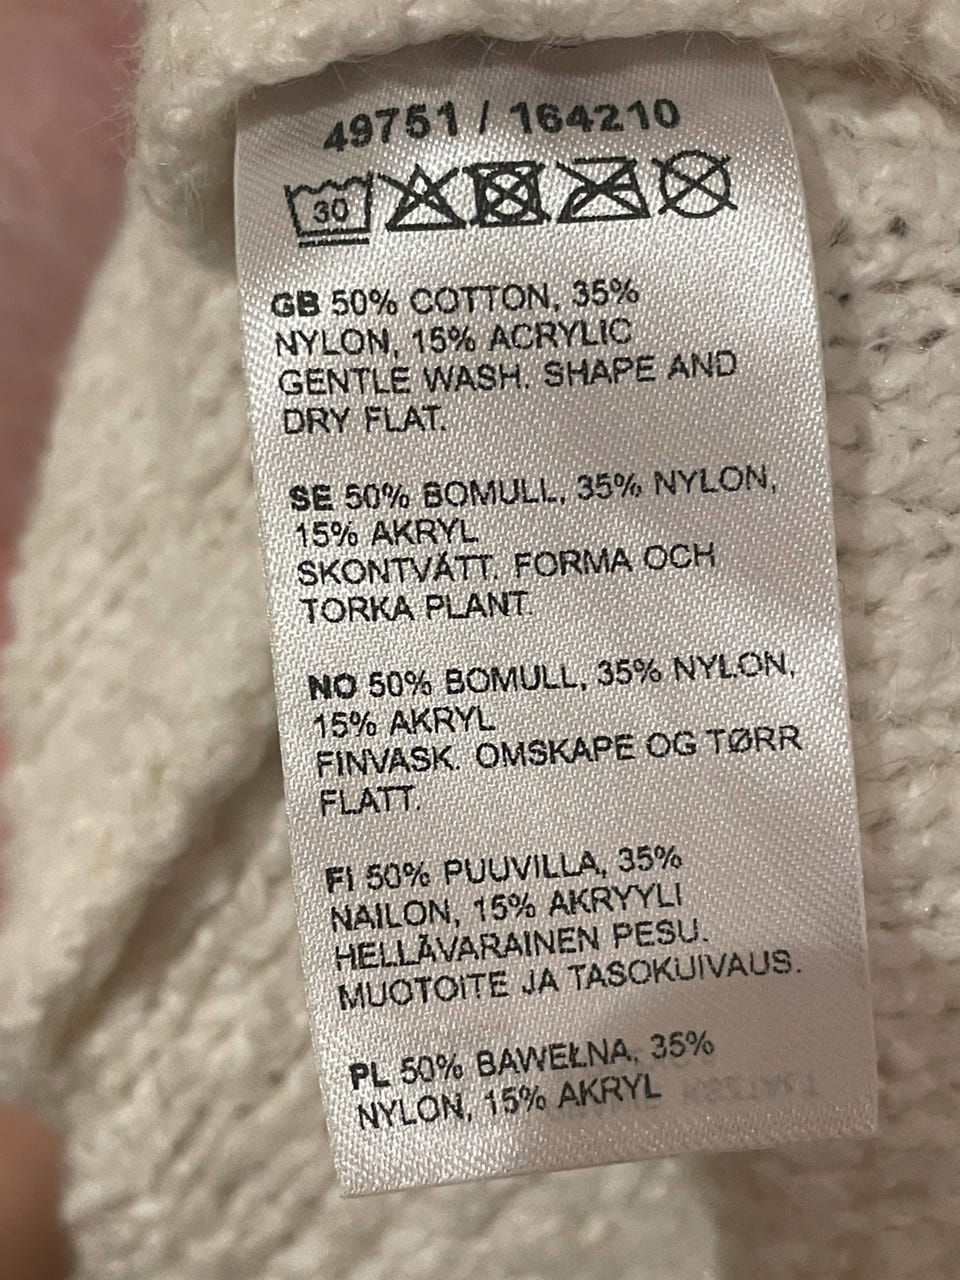 49751 / 164210
30
GB 50% COTTON, 35%
NYLON, 15% ACRYLIC
GENTLE WASH. SHAPE AND
DRY FLAT.
SE 50% BOMULL, 35% NYLON,
15% AKRYL
SKONTVÄTT. FORMA OCH
TORKA PLANT.
NO 50% BOMULL, 35% NYLON,
15% AKRYL
FINVASK. OMSKAPE OG TØRR
FLATT.
FI 50% PUUVILLA, 35%
NAILON, 15% AKRYYLI
HELLÄVARAINEN PESU.
MUOTOITE JA TASOKUIVAUS.
PL 50% BAWEŁNA, 35%
NYLON, 15% AKRYL